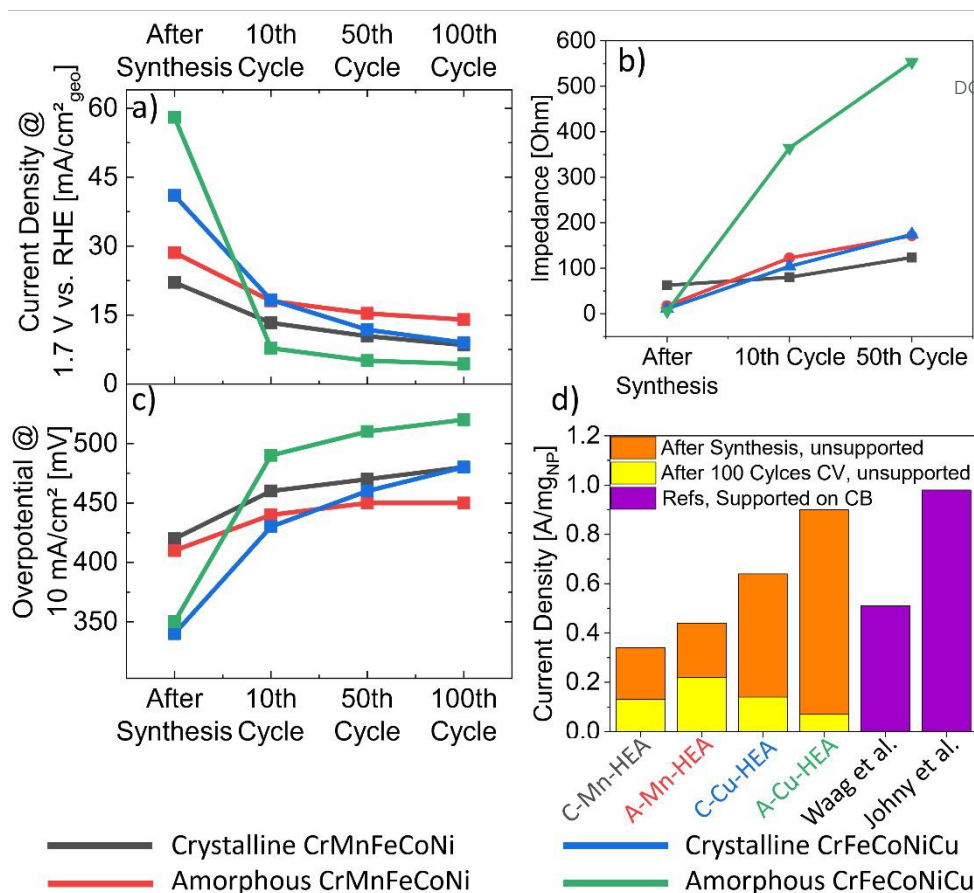 After Synthesis
10th Cycle
50th Cycle
100th Cycle
a)
Current Density @
1.7 V vs. RHE [mA/cm²geo]
60
45
30
15
0
b)
Impedance [Ohm]
600
500
400
300
200
100
0
After Synthesis
10th Cycle
50th Cycle
DO
c)
Overpotential @
10 mA/cm² [mV]
500
450
400
350
After Synthesis
10th Cycle
50th Cycle
100th Cycle
d)
Current Density [A/mgNP]
1.2
1.0
0.8
0.6
0.4
0.2
0.0
After Synthesis, unsupported
After 100 Cylces CV, unsupported
Refs, Supported on CB
C-Mn-HEA
A-Mn-HEA
C-Cu-HEA
A-Cu-HEA
Waag et al.
Johny et al.
Crystalline CrMnFeCoNi
Crystalline CrFeCoNiCu
Amorphous CrMnFeCoNi
Amorphous CrFeCoNiCu